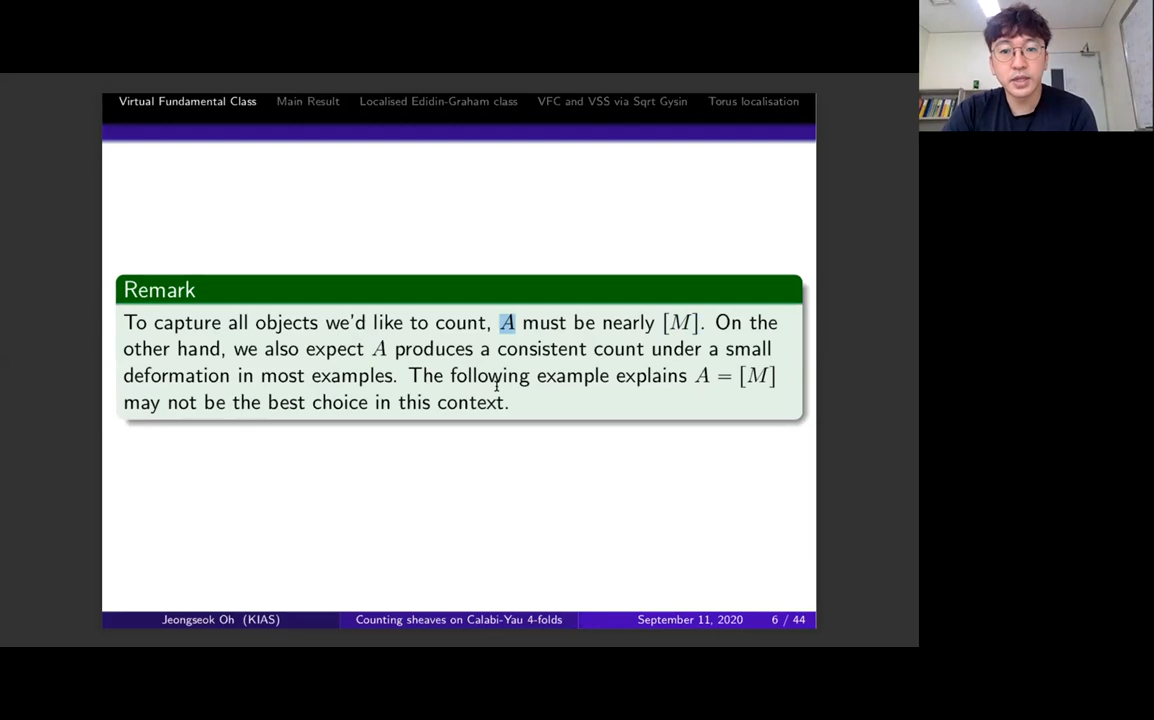 Virtual Fundamental Class Main Result Localised Edidin-Graham class VFC and VSS via Sqrt Gysin Torus localisation
Remark
To capture all objects we'd like to count, A must be nearly [M]. On the
other hand, we also expect A produces a consistent count under a small
deformation in most examples. The following example explains A = [M]
may not be the best choice in this context.
Jeongseok Oh (KIAS) Counting sheaves on Calabi-Yau 4-folds September 11, 2020 6 / 44